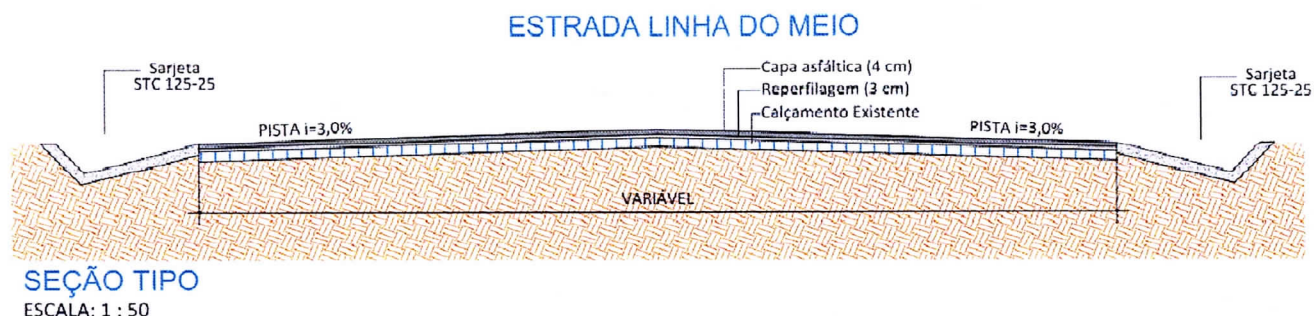 ESTRADA LINHA DO MEIO
Sarjeta
STC 125-25
Capa asfáltica (4 cm)
Reperfilagem (3 cm)
Calçamento Existente
Sarjeta
STC 125-25
PISTA i=3,0%
PISTA i=3,0%
VARIÁVEL
SEÇÃO TIPO
ESCALA: 1 : 50